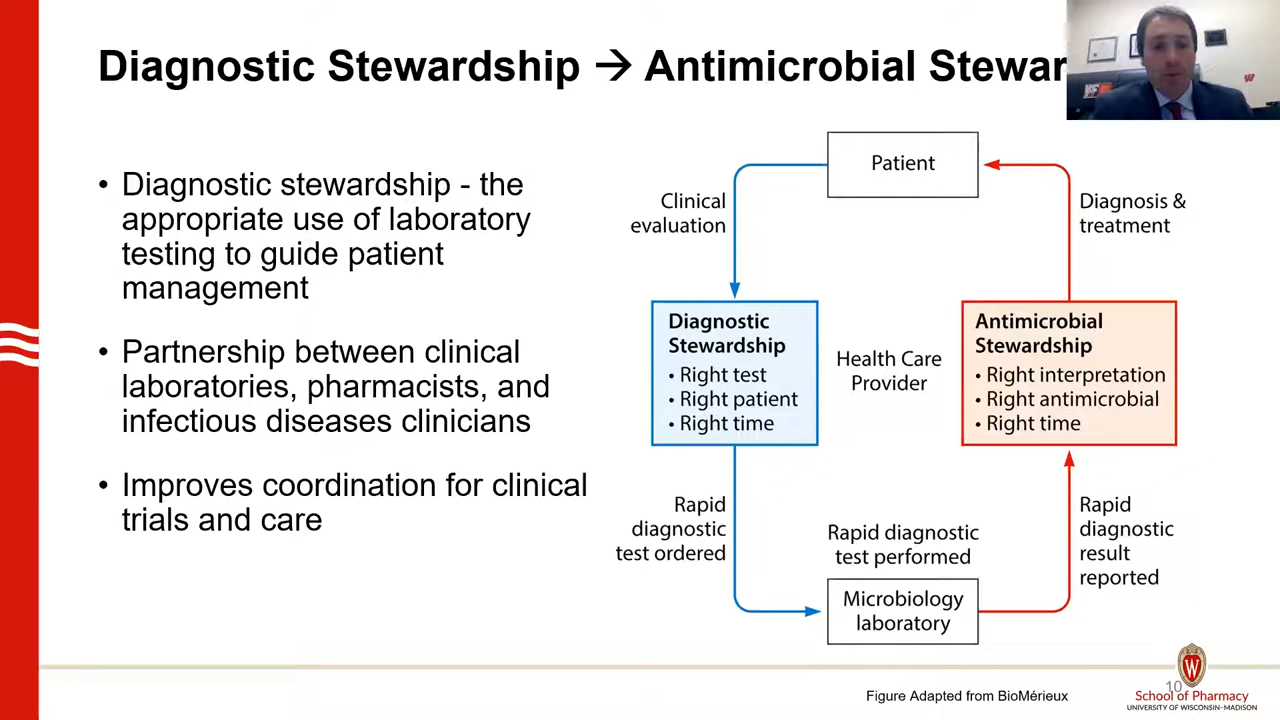 Diagnostic Stewardship → Antimicrobial Stewar
• Diagnostic stewardship - the
appropriate use of laboratory
testing to guide patient
management
• Partnership between clinical
laboratories, pharmacists, and
infectious diseases clinicians
• Improves coordination for clinical
trials and care
Patient
Clinical
evaluation
Diagnosis &
treatment
Diagnostic
Stewardship
• Right test
• Right patient
• Right time
Health Care
Provider
Antimicrobial
Stewardship
• Right interpretation
• Right antimicrobial
• Right time
Rapid
diagnostic
test ordered
Rapid diagnostic
test performed
Rapid
diagnostic
result
reported
Microbiology
laboratory
Figure Adapted from BioMérieux
W
10
School of Pharmacy
UNIVERSITY OF WISCONSIN-MADISON